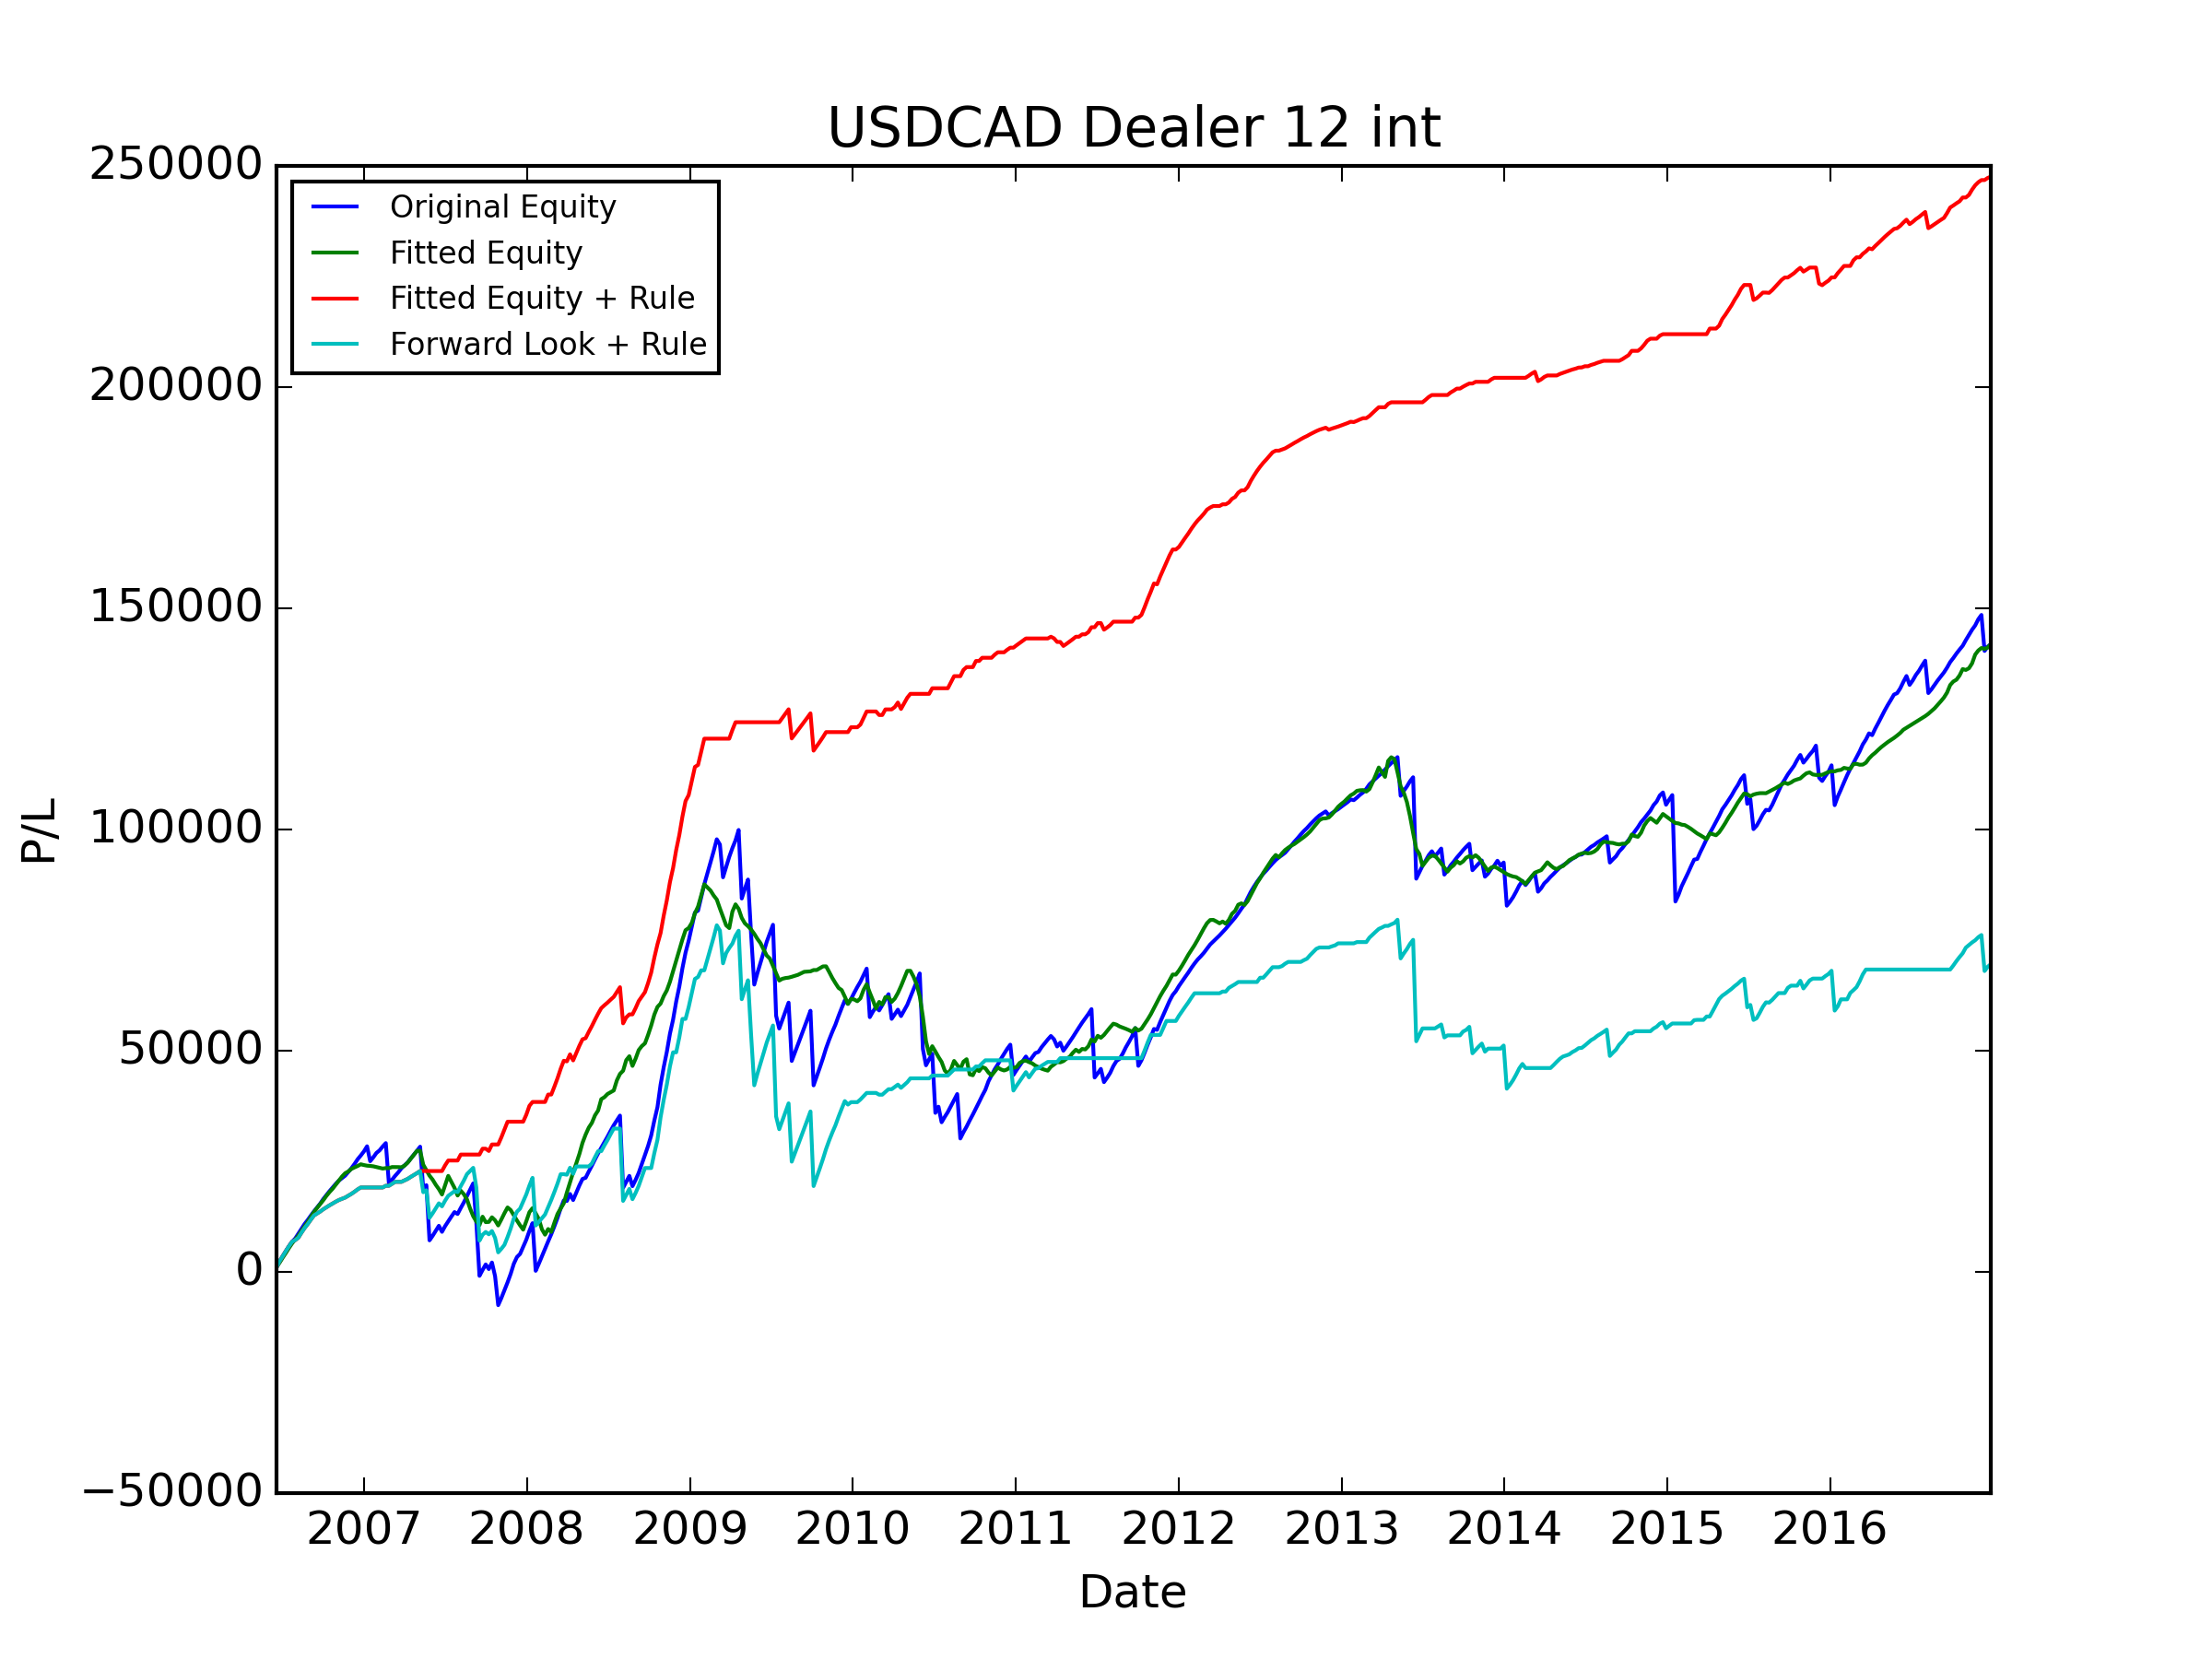 USDCAD Dealer 12 int
250000
200000
150000
100000
50000
0
−50000
P/L
Original Equity
Fitted Equity
Fitted Equity + Rule
Forward Look + Rule
2007 2008 2009 2010 2011 2012 2013 2014 2015 2016
Date